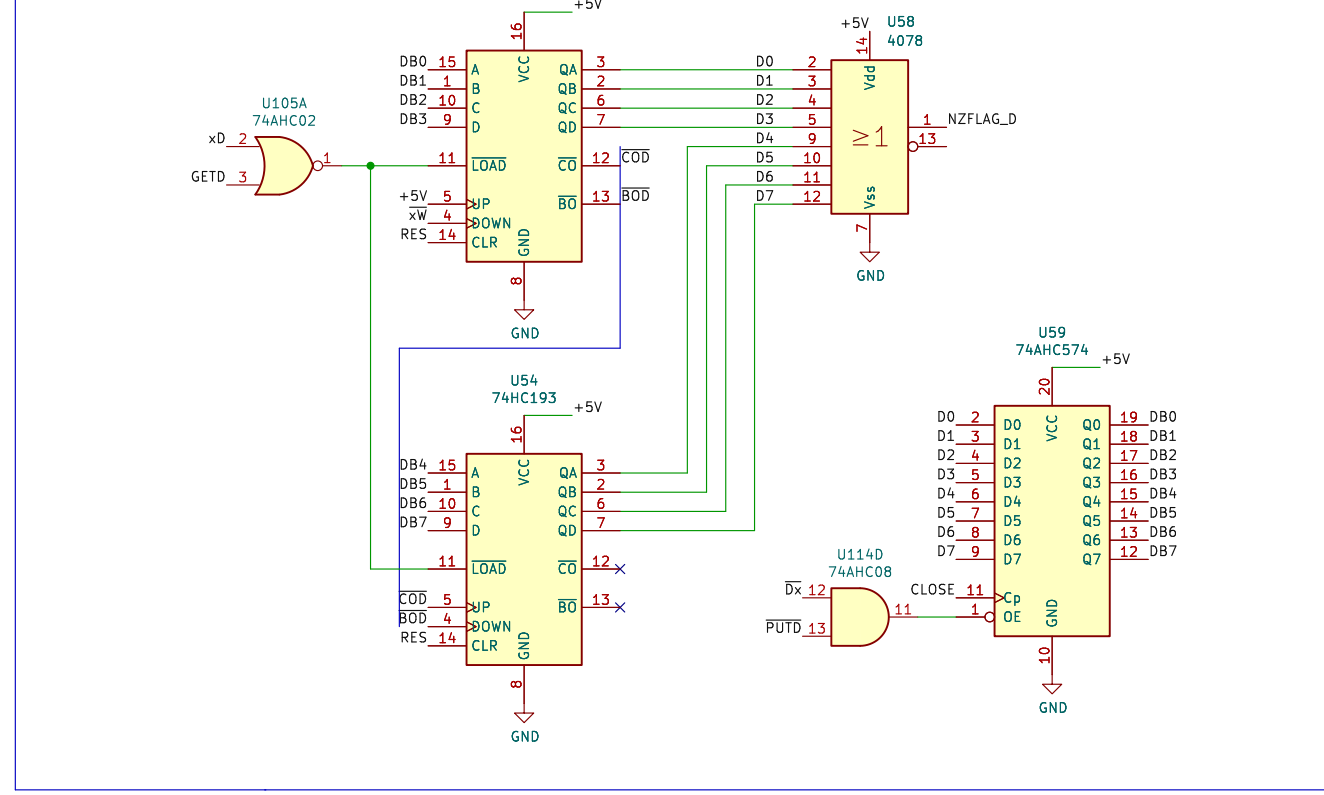 +5V
16
VCC
DB0 15 A QA 3 D0
DB1 1 B QB 2 D1
DB2 10 C QC 6 D2
DB3 9 D QD 7 D3
LOAD 11 CO 12 COD
+5V 5 UP BO 13 BOD
xW 4 DOWN
RES 14 CLR
GND
8
GND
U105A
74AHC02
xD 2
1
GETD 3
+5V
U58
4078
14
Vdd
2
3
4
5
D4 9
D5 10
D6 11
D7 12
≥1
1 NZFLAG_D
13
Vss
7
GND
U54
74HC193
+5V
16
VCC
DB4 15 A QA 3
DB5 1 B QB 2
DB6 10 C QC 6
DB7 9 D QD 7
11 LOAD CO 12
COD 5 UP BO 13
BOD 4 DOWN
RES 14 CLR
GND
8
GND
U59
74AHC574
+5V
20
VCC
D0 2 D0 Q0 19 DB0
D1 3 D1 Q1 18 DB1
D2 4 D2 Q2 17 DB2
D3 5 D3 Q3 16 DB3
D4 6 D4 Q4 15 DB4
D5 7 D5 Q5 14 DB5
D6 8 D6 Q6 13 DB6
D7 9 D7 Q7 12 DB7
CLOSE 11 Cp
1 OE
GND
10
GND
U114D
74AHC08
Dx 12
11
PUTD 13